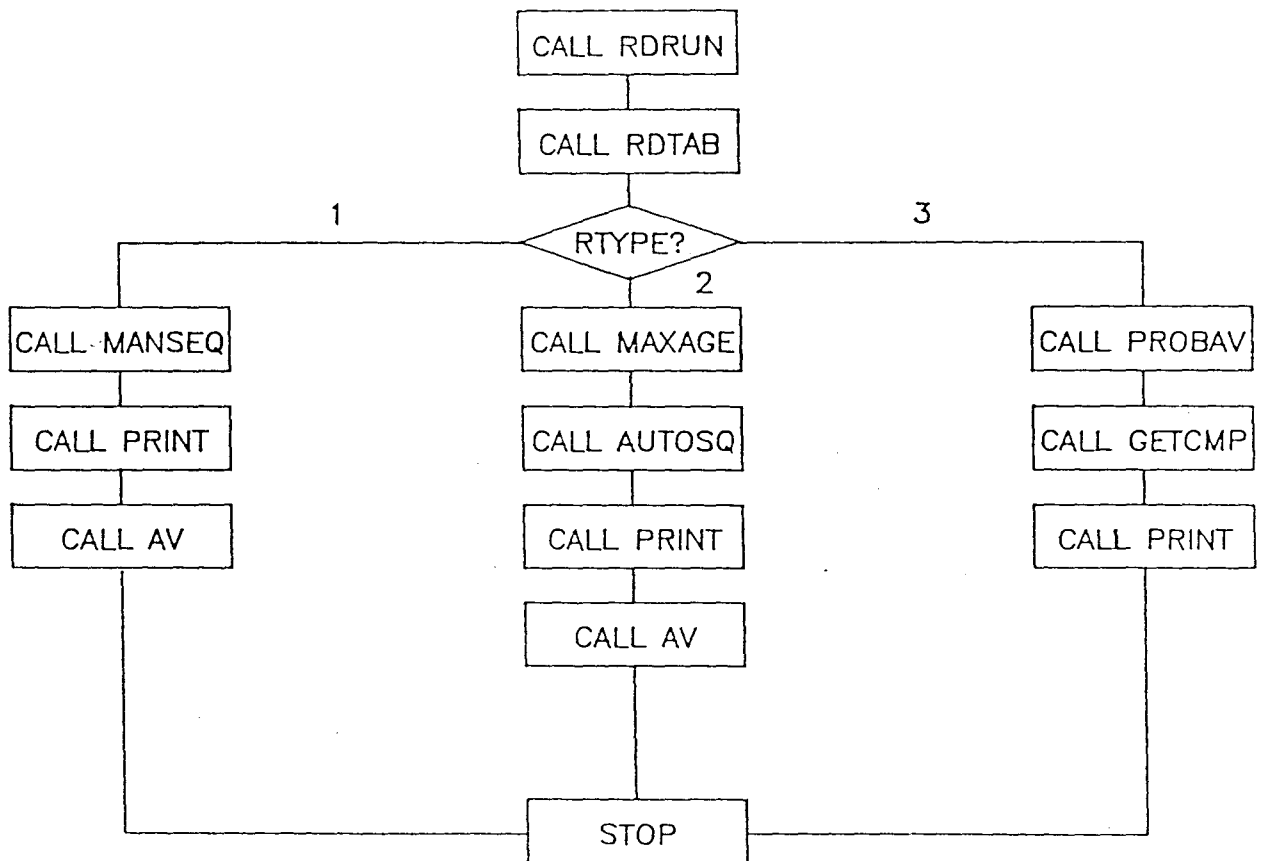 CALL RDRUN
CALL RDTAB
RTYPE?
1
2
3
CALL MANSEQ
CALL PRINT
CALL AV
CALL MAXAGE
CALL AUTOSQ
CALL PRINT
CALL AV
CALL PROBAV
CALL GETCMP
CALL PRINT
STOP